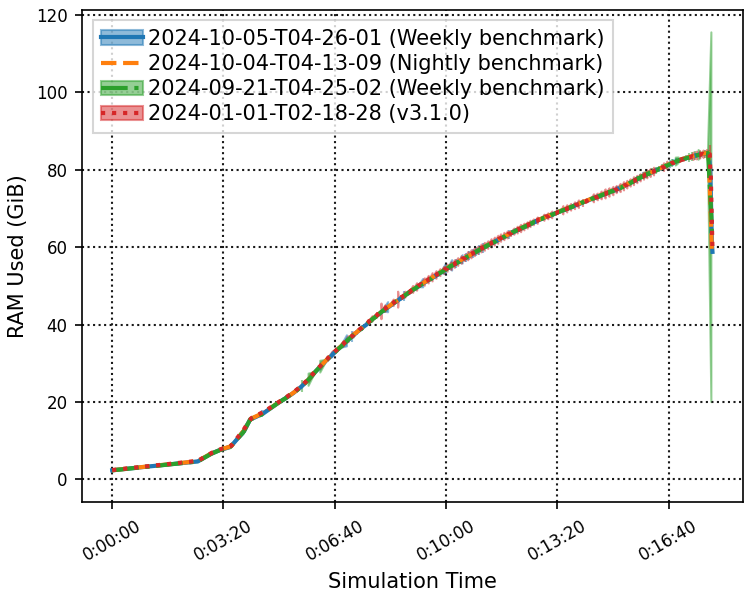 120
100
80
60
40
20
0
RAM Used (GiB)
2024-10-05-T04-26-01 (Weekly benchmark)
2024-10-04-T04-13-09 (Nightly benchmark)
2024-09-21-T04-25-02 (Weekly benchmark)
2024-01-01-T02-18-28 (v3.1.0)
0:00:00
0:03:20
0:06:40
0:10:00
0:13:20
0:16:40
Simulation Time